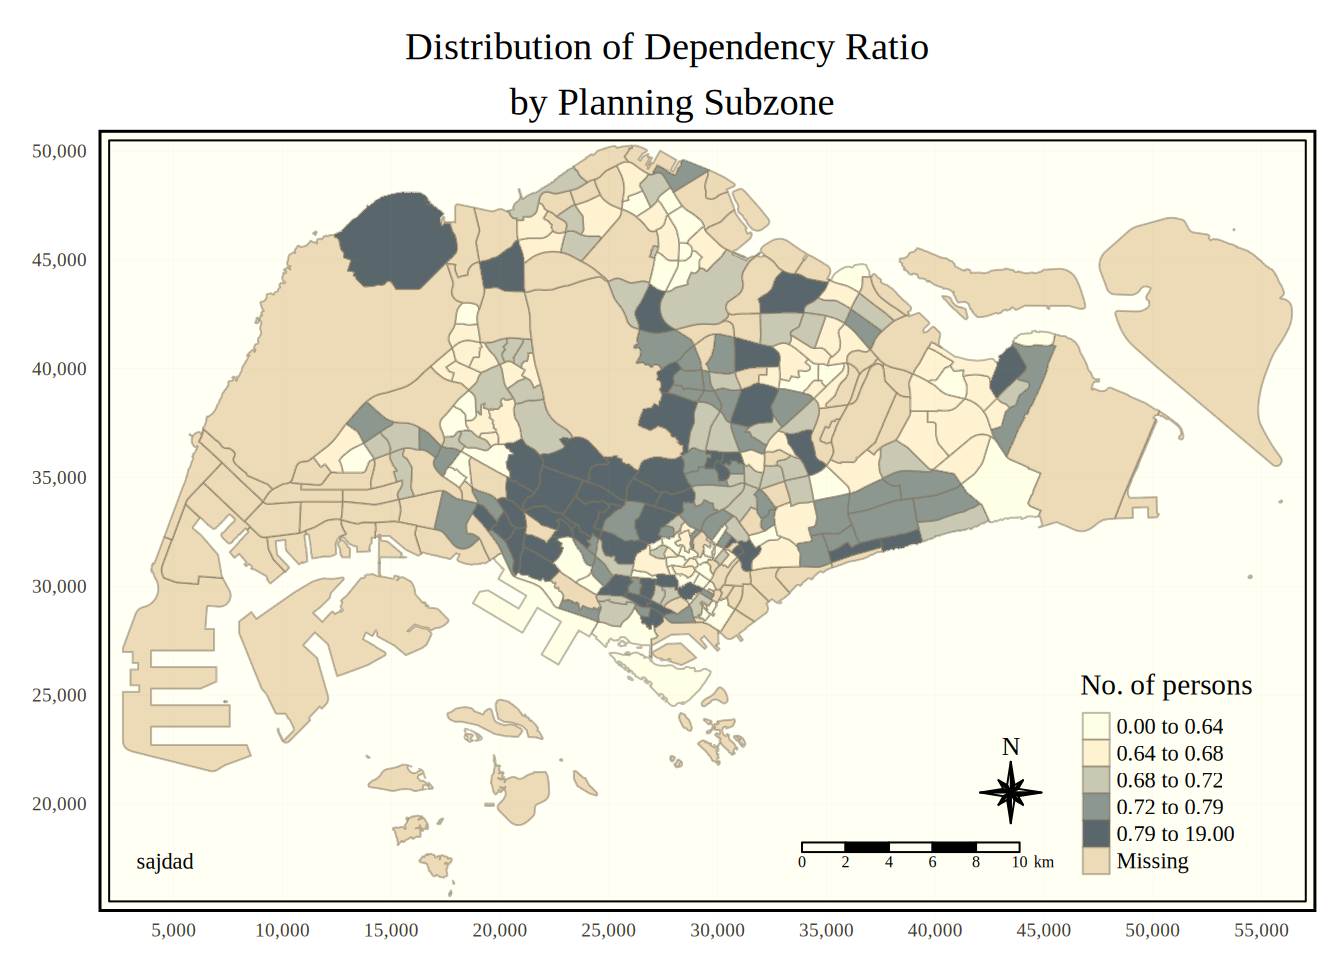 Distribution of Dependency Ratio
by Planning Subzone
50,000
45,000
40,000
35,000
30,000
25,000
20,000
No. of persons
0.00 to 0.64
0.64 to 0.68
0.68 to 0.72
0.72 to 0.79
0.79 to 19.00
Missing
N
0 2 4 6 8 10 km
sajdad
5,000 10,000 15,000 20,000 25,000 30,000 35,000 40,000 45,000 50,000 55,000